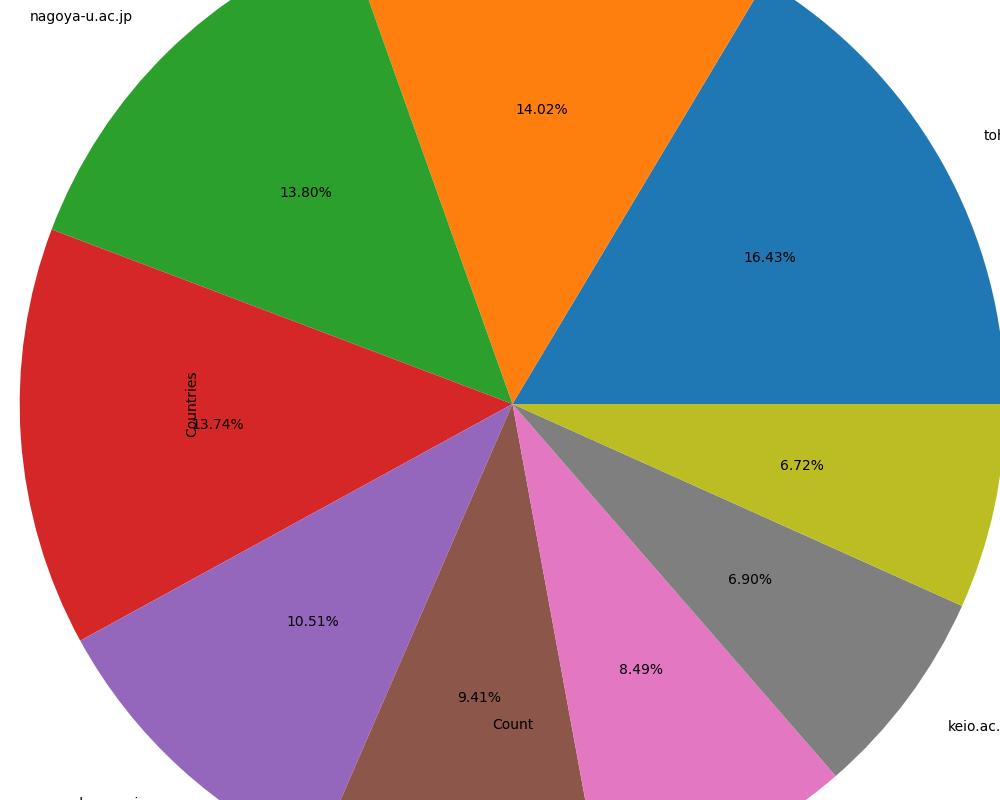 nagoya-u.ac.jp
14.02%
toh
13.80%
16.43%
Countries
13.74%
6.72%
6.90%
10.51%
8.49%
9.41%
Count
keio.ac.